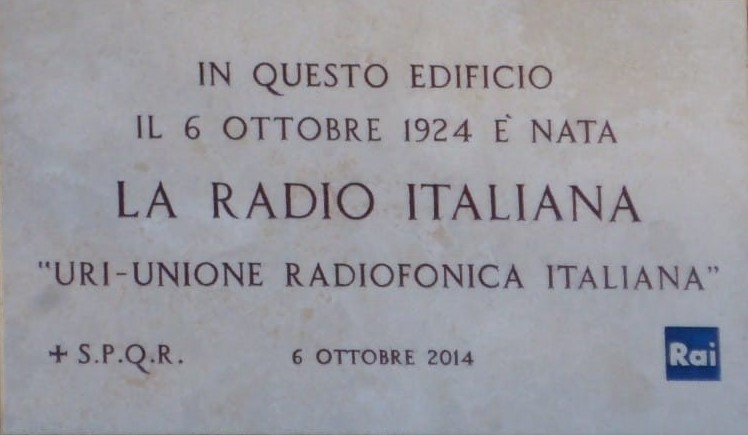 IN QUESTO EDIFICIO
IL 6 OTTOBRE 1924 È NATA
LA RADIO ITALIANA
"URI-UNIONE RADIOFONICA ITALIANA"
+ S.P.Q.R. 6 OTTOBRE 2014 Rai